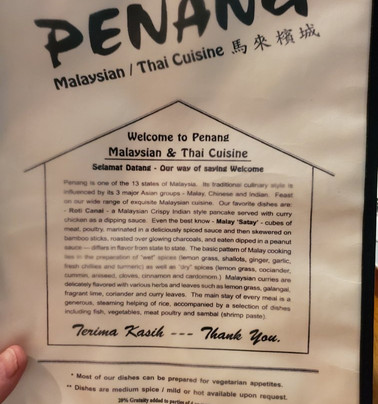 PENANG
Malaysian / Thai Cuisine 馬來檳城
Welcome to Penang
Malaysian & Thai Cuisine
Selamat Datang - Our way of saying Welcome
Penang is one of the 13 states of Malaysia. Its traditional culinary style is
influenced by its 3 major Asian groups - Malay, Chinese and Indian. Feast
on our wide range of exquisite Malaysian cuisine. Our favorite dishes are:
- Roti Canai - a Malaysian Crispy Indian style pancake served with curry
chicken as a dipping sauce. Even the best know - Malay 'Satay' - cubes of
meat, poultry, marinated in a deliciously spiced sauce and then skewered on
bamboo sticks, roasted over glowing charcoals, and eaten dipped in a peanut
sauce — differs in flavor from state to state. The basic pattern of Malay cooking
lies in the preparation of "wet" spices (lemon grass, shallots, ginger, garlic,
fresh chillies and turmeric) as well as "dry" spices (lemon grass, cociander,
cummin, aniseed, cloves, cinnamon and cardomon.) Malaysian curries are
delicately flavored with various herbs and leaves such as lemon grass, galangal,
fragrant lime, coriander and curry leaves. The main stay of every meal is a
generous, steaming helping of rice, accompanied by a selection of dishes
including fish, vegetables, meat poultry and sambal (shrimp paste).
Terima Kasih --- Thank You.
* Most of our dishes can be prepared for vegetarian appetites.
** Dishes are medium spice / mild or hot available upon request.
20% Gratuity added to parties of